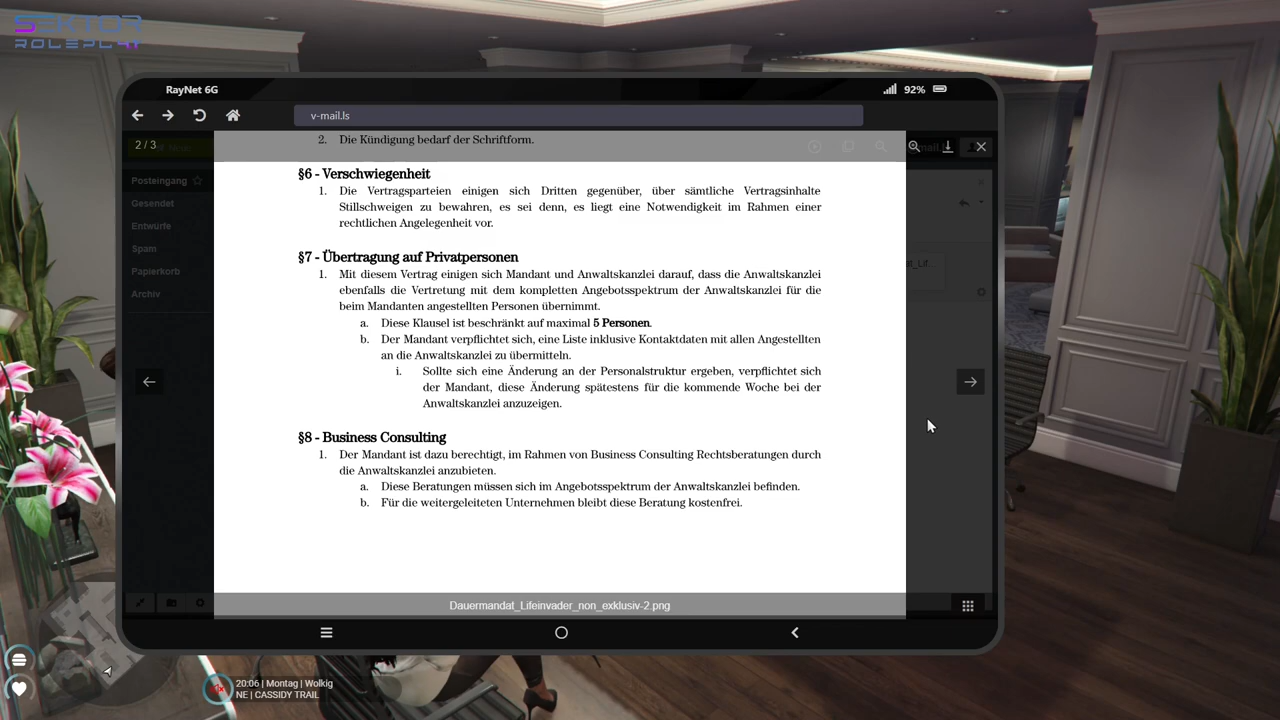 SEKTOR
ROLEPLAY
RayNet 6G
92%
v-mail.ls
2 / 3
2. Die Kündigung bedarf der Schriftform.
Posteingang
Gesendet
Entwürfe
Spam
Papierkorb
Archiv
§6 - Verschwiegenheit
1. Die Vertragsparteien einigen sich Dritten gegenüber, über sämtliche Vertragsinhalte
Stillschweigen zu bewahren, es sei denn, es liegt eine Notwendigkeit im Rahmen einer
rechtlichen Angelegenheit vor.
§7 - Übertragung auf Privatpersonen
1. Mit diesem Vertrag einigen sich Mandant und Anwaltskanzlei darauf, dass die Anwaltskanzlei
ebenfalls die Vertretung mit dem kompletten Angebotsspektrum der Anwaltskanzlei für die
beim Mandanten angestellten Personen übernimmt.
a. Diese Klausel ist beschränkt auf maximal 5 Personen.
b. Der Mandant verpflichtet sich, eine Liste inklusive Kontaktdaten mit allen Angestellten
an die Anwaltskanzlei zu übermitteln.
i. Sollte sich eine Änderung an der Personalstruktur ergeben, verpflichtet sich
der Mandant, diese Änderung spätestens für die kommende Woche bei der
Anwaltskanzlei anzuzeigen.
§8 - Business Consulting
1. Der Mandant ist dazu berechtigt, im Rahmen von Business Consulting Rechtsberatungen durch
die Anwaltskanzlei anzubieten.
a. Diese Beratungen müssen sich im Angebotsspektrum der Anwaltskanzlei befinden.
b. Für die weitergeleiteten Unternehmen bleibt diese Beratung kostenfrei.
Dauermandat_Lifeinvader_non_exklusiv-2.png
20:06 | Montag | Wolkig
NE | CASSIDY TRAIL